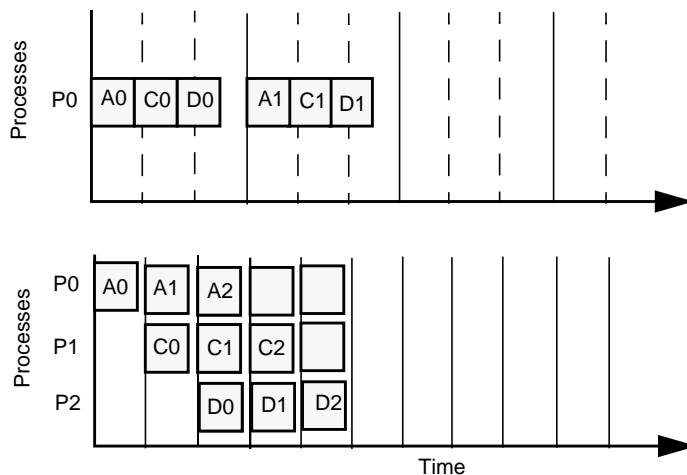 Processes
P0 A0 C0 D0 A1 C1 D1
Processes
P0 A0 A1 A2
P1 C0 C1 C2
P2 D0 D1 D2
Time